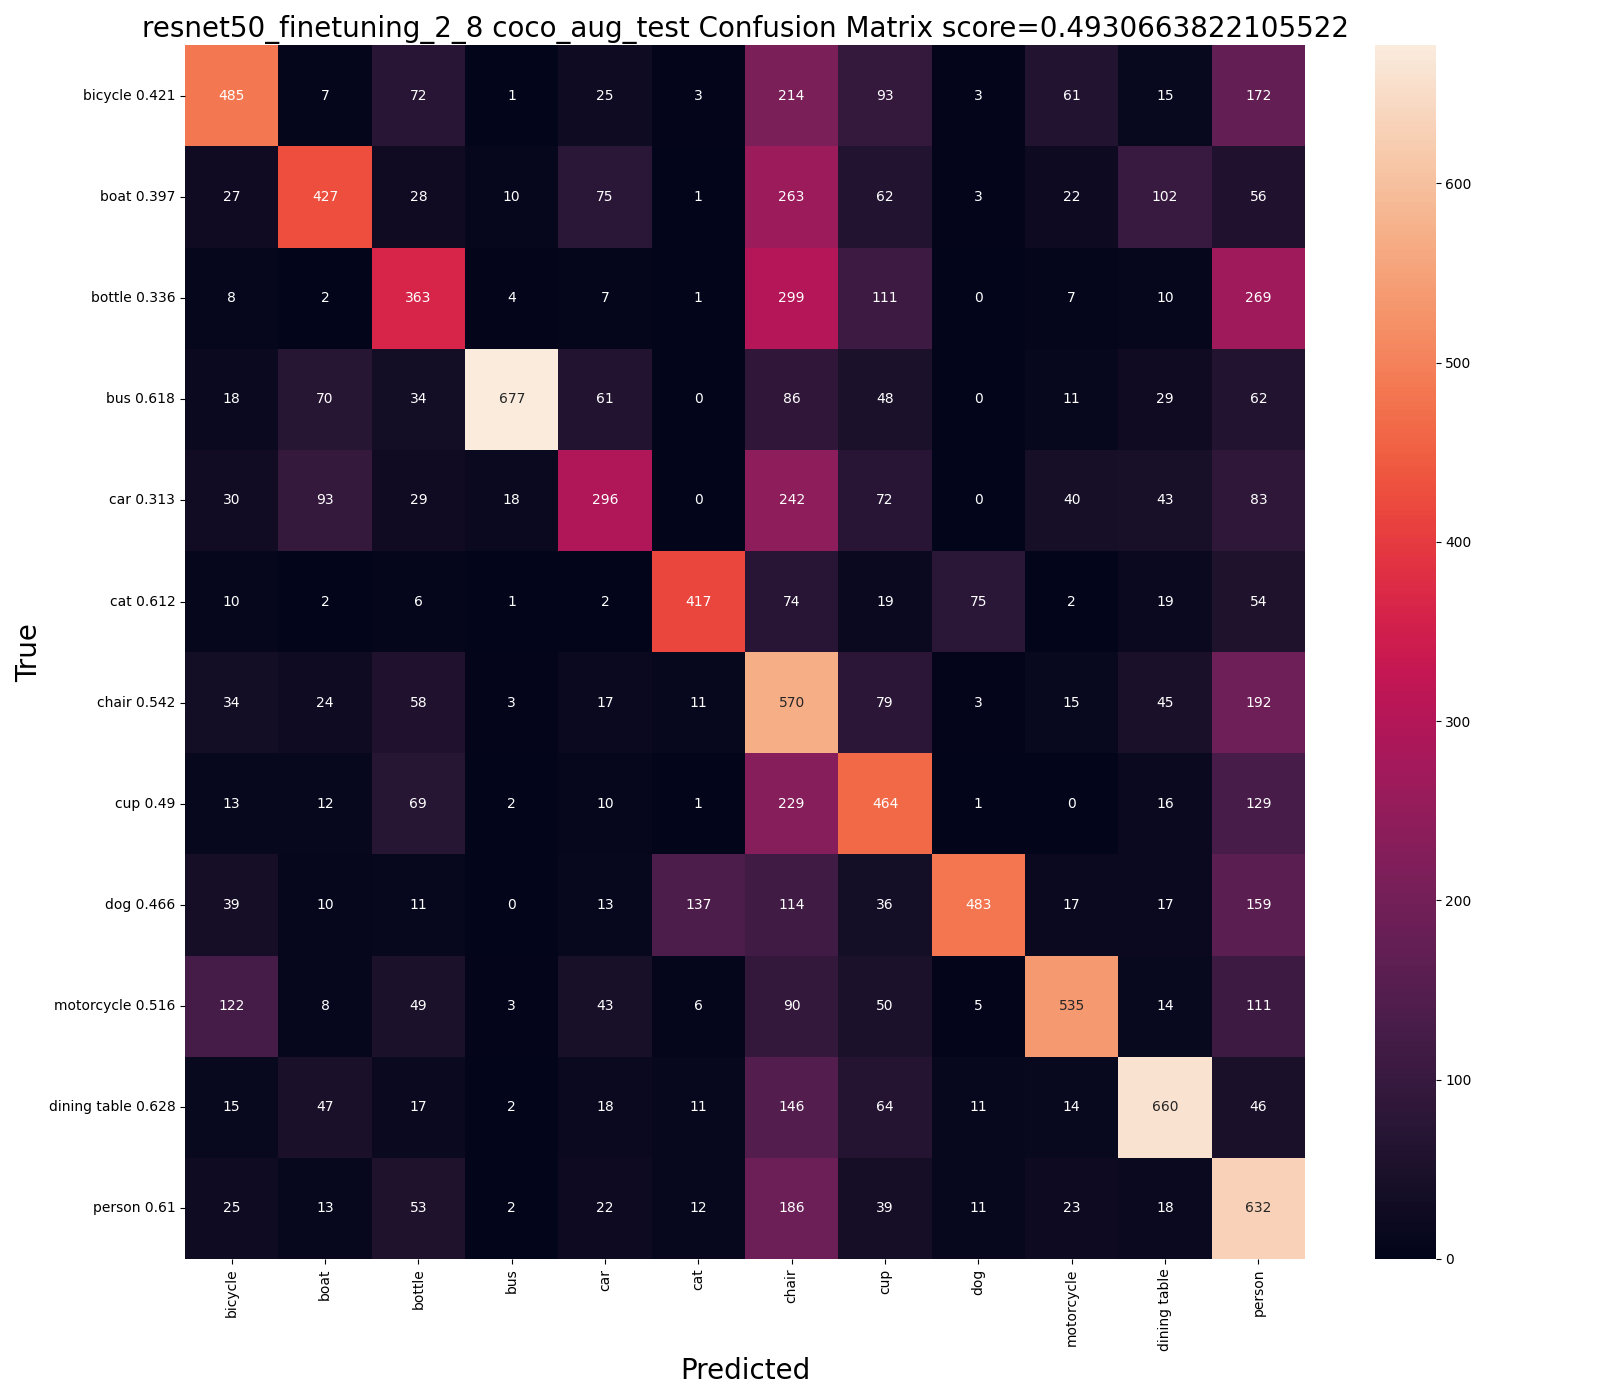 resnet50_finetuning_2_8 coco_aug_test Confusion Matrix score=0.4930663822105522
bicycle 0.421 485 7 72 1 25 3 214 93 3 61 15 172
boat 0.397 27 427 28 10 75 1 263 62 3 22 102 56
bottle 0.336 8 2 363 4 7 1 299 111 0 7 10 269
bus 0.618 18 70 34 677 61 0 86 48 0 11 29 62
car 0.313 30 93 29 18 296 0 242 72 0 40 43 83
cat 0.612 10 2 6 1 2 417 74 19 75 2 19 54
chair 0.542 34 24 58 3 17 11 570 79 3 15 45 192
cup 0.49 13 12 69 2 10 1 229 464 1 0 16 129
dog 0.466 39 10 11 0 13 137 114 36 483 17 17 159
motorcycle 0.516 122 8 49 3 43 6 90 50 5 535 14 111
dining table 0.628 15 47 17 2 18 11 146 64 11 14 660 46
person 0.61 25 13 53 2 22 12 186 39 11 23 18 632
True
bicycle boat bottle bus car cat chair cup dog motorcycle dining table person
Predicted
600
500
400
300
200
100
0